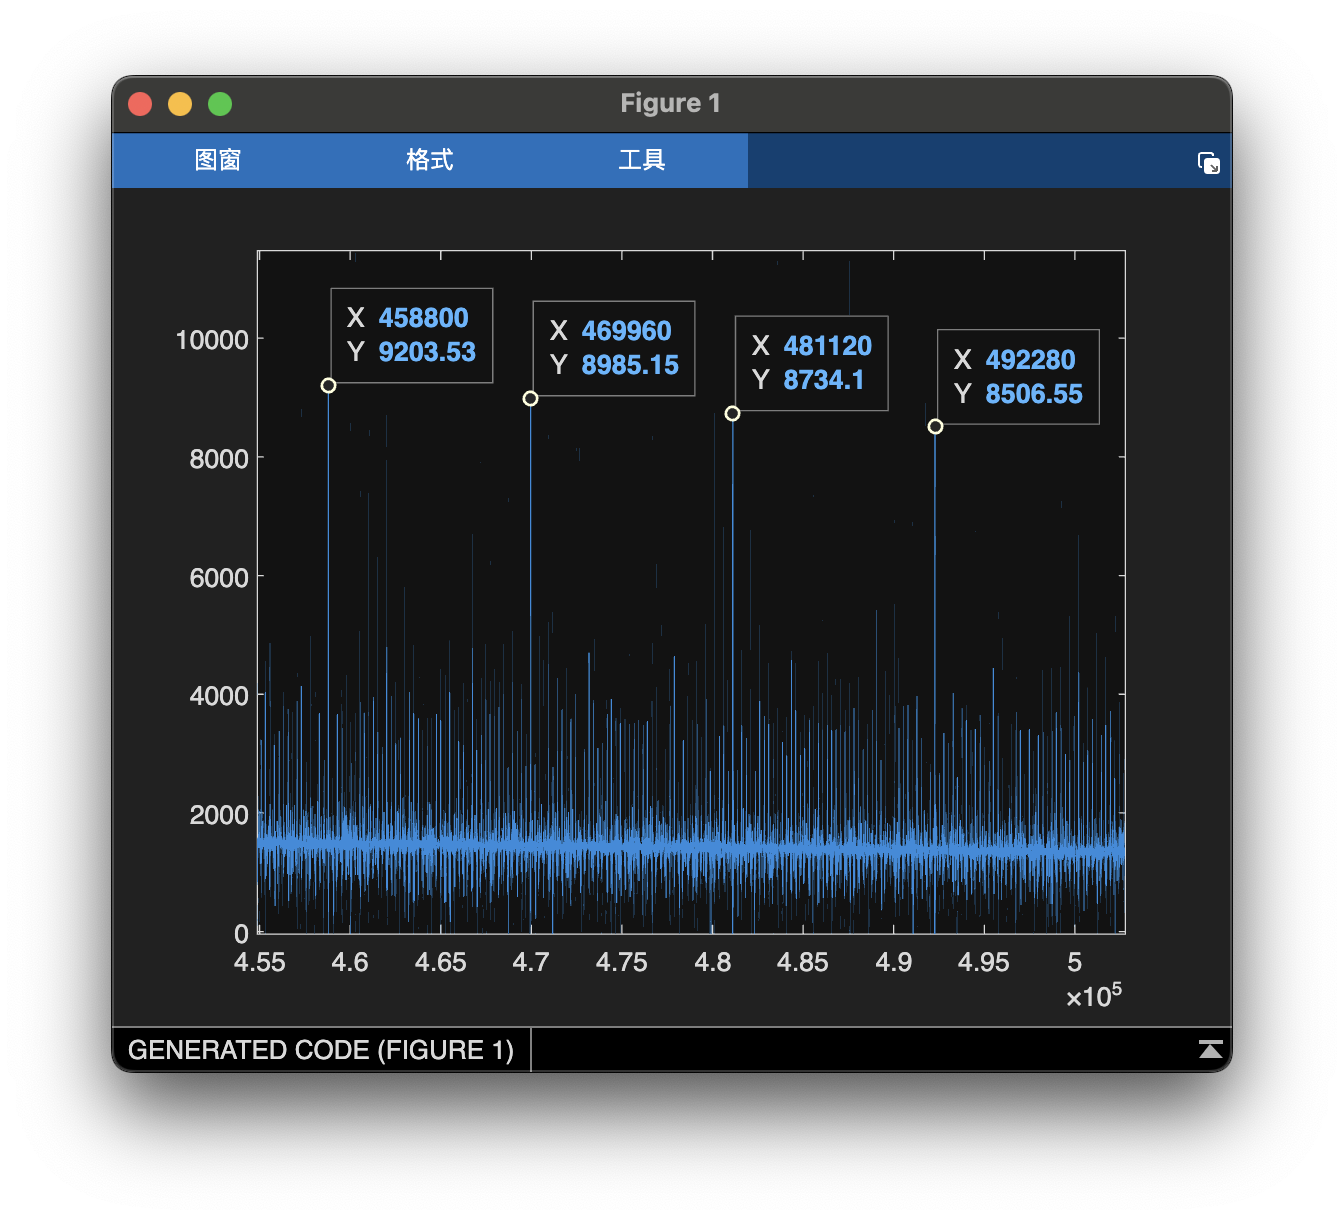 Figure 1
图窗 格式 工具
10000
8000
6000
4000
2000
0
X 458800
Y 9203.53
X 469960
Y 8985.15
X 481120
Y 8734.1
X 492280
Y 8506.55
4.55 4.6 4.65 4.7 4.75 4.8 4.85 4.9 4.95 5
×10⁵
GENERATED CODE (FIGURE 1)